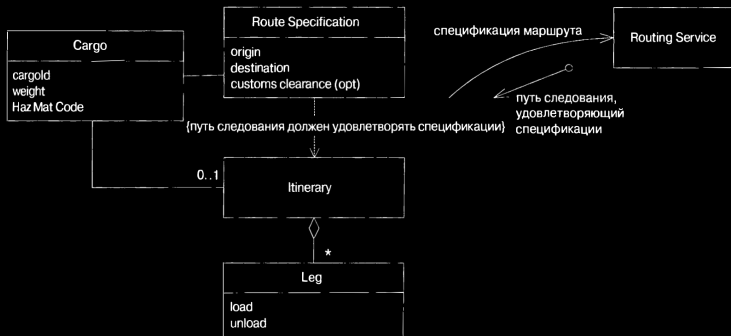 Cargo
cargoId
weight
Haz Mat Code
Route Specification
origin
destination
customs clearance (opt)
спецификация маршрута
Routing Service
путь следования,
удовлетворяющий
спецификации
{путь следования должен удовлетворять спецификации}
0..1
Itinerary
*
Leg
load
unload